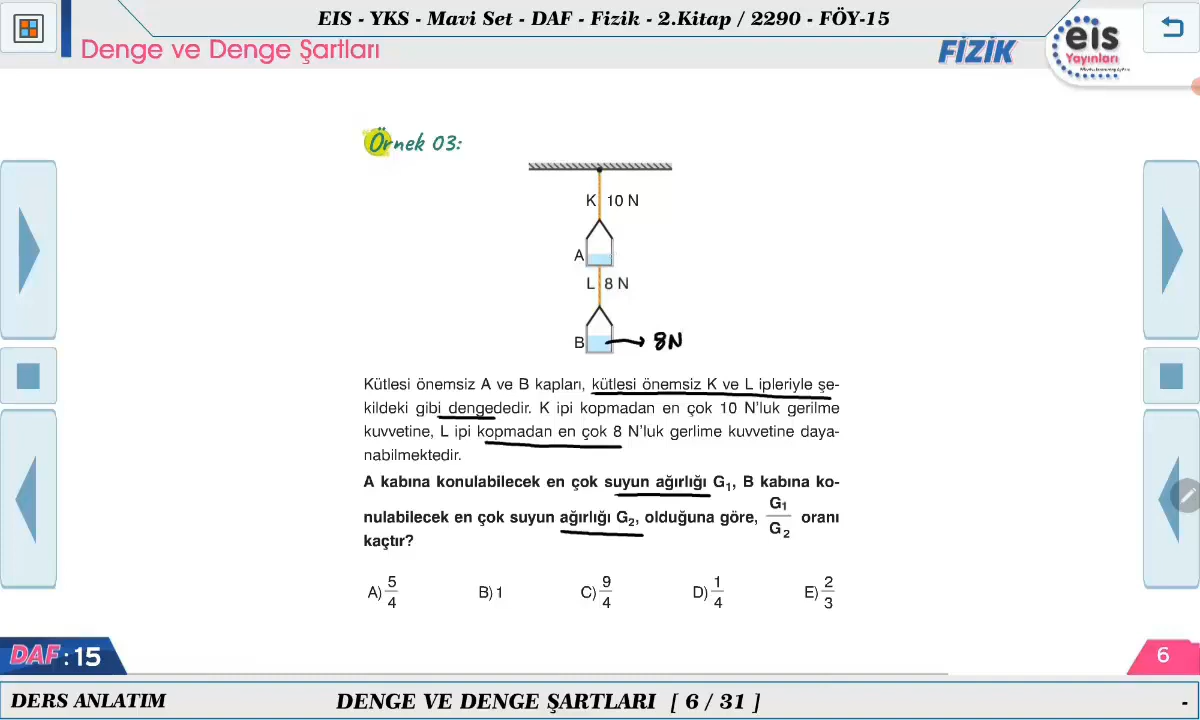 EIS - YKS - Mavi Set - DAF - Fizik - 2.Kitap / 2290 - FÖY-15
Denge ve Denge Şartları
FİZİK
eis
Yayınları
Örnek 03:
K 10 N
A
L 8 N
B 8N
Kütlesi önemsiz A ve B kapları, kütlesi önemsiz K ve L ipleriyle şe-
kildeki gibi dengededir. K ipi kopmadan en çok 10 N'luk gerilme
kuvvetine, L ipi kopmadan en çok 8 N'luk gerlime kuvvetine daya-
nabilmektedir.
A kabına konulabilecek en çok suyun ağırlığı G₁, B kabına ko-
nulabilecek en çok suyun ağırlığı G₂, olduğuna göre, G₁/G₂ oranı
kaçtır?
A) 5/4 B) 1 C) 9/4 D) 1/4 E) 2/3
DAF : 15
6
DERS ANLATIM
DENGE VE DENGE ŞARTLARI [ 6 / 31 ]
-